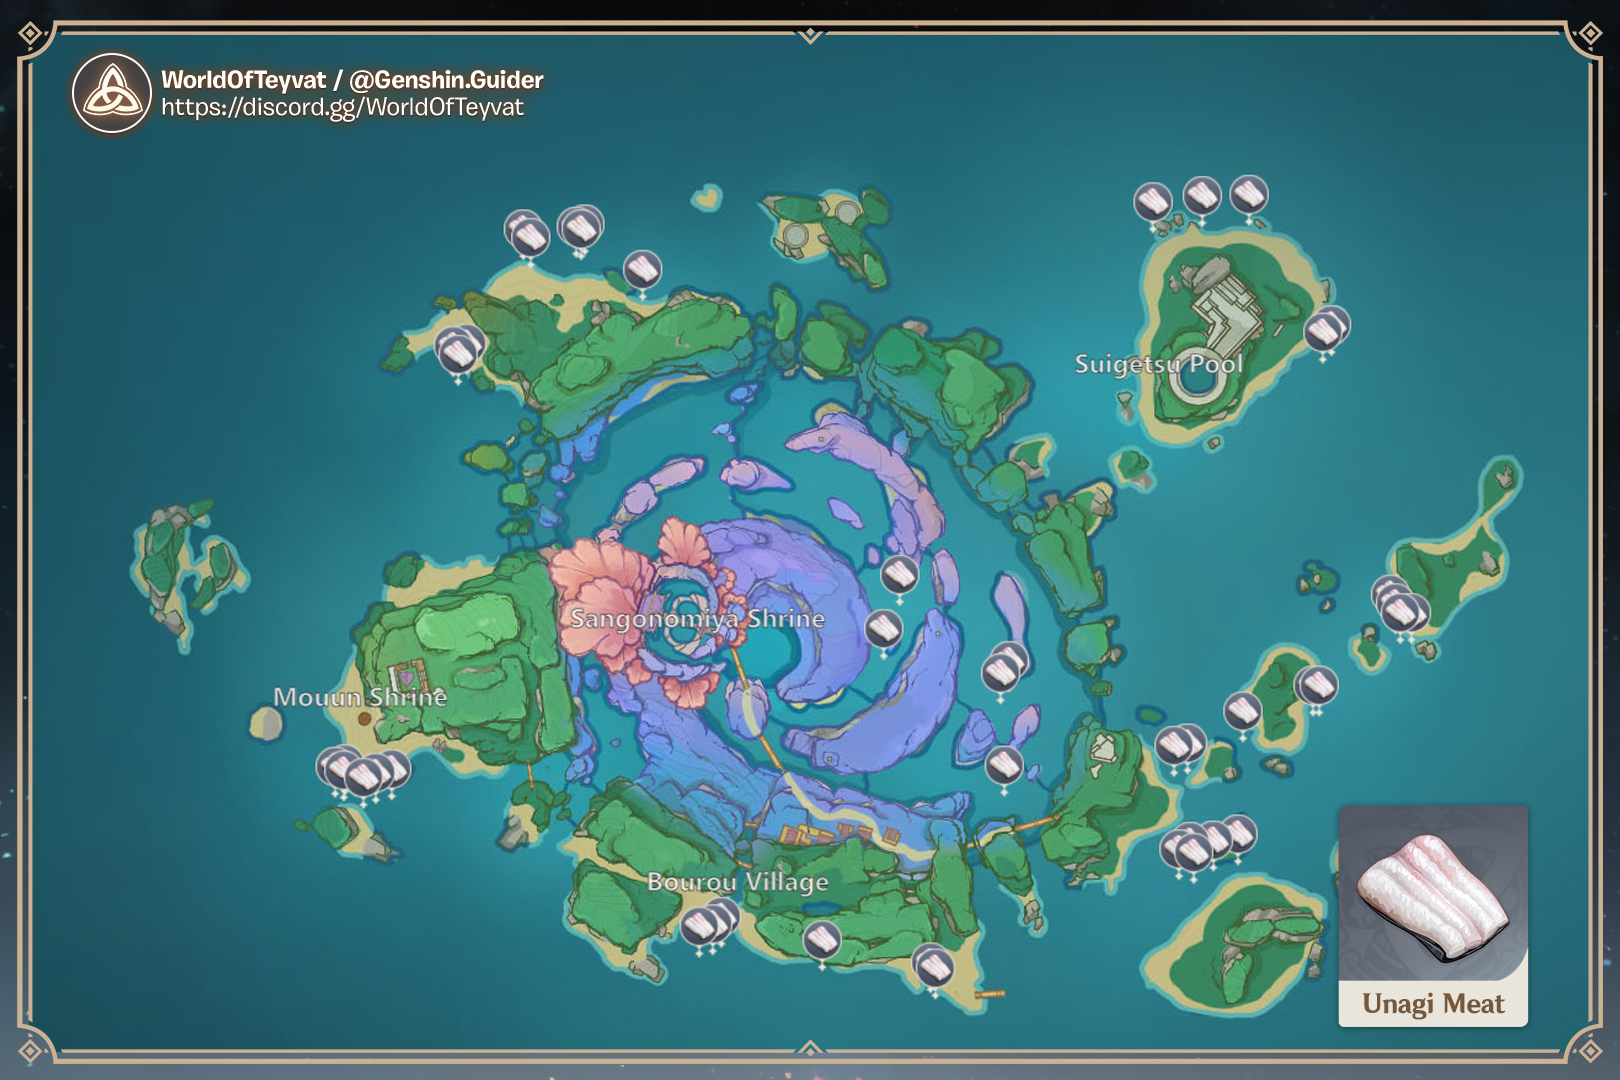 WorldOfTeyvat / @Genshin.Guider
https://discord.gg/WorldOfTeyvat
Suigetsu Pool
Sangonomiya Shrine
Mouun Shrine
Bourou Village
Unagi Meat